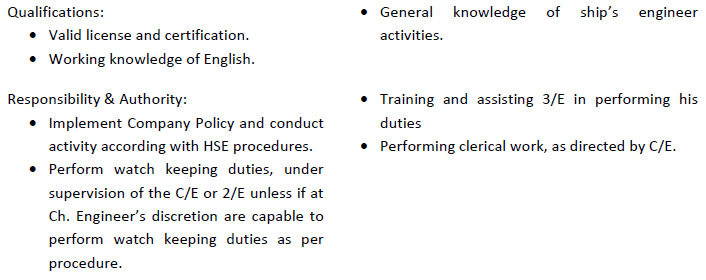 Qualifications:
• Valid license and certification.
• Working knowledge of English.
• General knowledge of ship's engineer
activities.
Responsibility & Authority:
• Implement Company Policy and conduct
activity according with HSE procedures.
• Perform watch keeping duties, under
supervision of the C/E or 2/E unless if at
Ch. Engineer's discretion are capable to
perform watch keeping duties as per
procedure.
• Training and assisting 3/E in performing his
duties
• Performing clerical work, as directed by C/E.